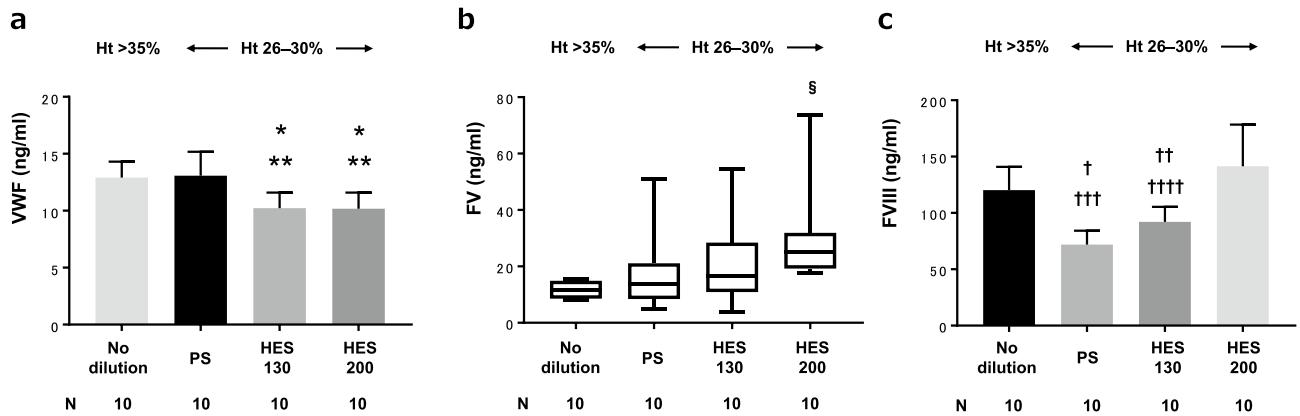 a
Ht >35%
Ht 26–30%
VWF (ng/ml)
20
15
10
5
0
*
**
*
**
No dilution
PS
HES 130
HES 200
N 10 10 10 10
b
Ht >35%
Ht 26–30%
FV (ng/ml)
80
60
40
20
0
§
No dilution
PS
HES 130
HES 200
N 10 10 10 10
c
Ht >35%
Ht 26–30%
FVIII (ng/ml)
200
150
100
50
0
†
†††
††
††††
No dilution
PS
HES 130
HES 200
N 10 10 10 10